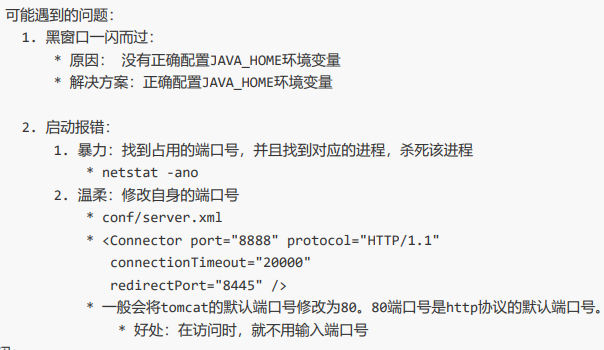 可能遇到的问题：
1. 黑窗口一闪而过：
* 原因： 没有正确配置JAVA_HOME环境变量
* 解决方案：正确配置JAVA_HOME环境变量
2. 启动报错：
1. 暴力：找到占用的端口号，并且找到对应的进程，杀死该进程
* netstat -ano
2. 温柔：修改自身的端口号
* conf/server.xml
* <Connector port="8888" protocol="HTTP/1.1"
connectionTimeout="20000"
redirectPort="8445" />
* 一般会将tomcat的默认端口号修改为80。80端口号是http协议的默认端口号。
* 好处：在访问时，就不用输入端口号